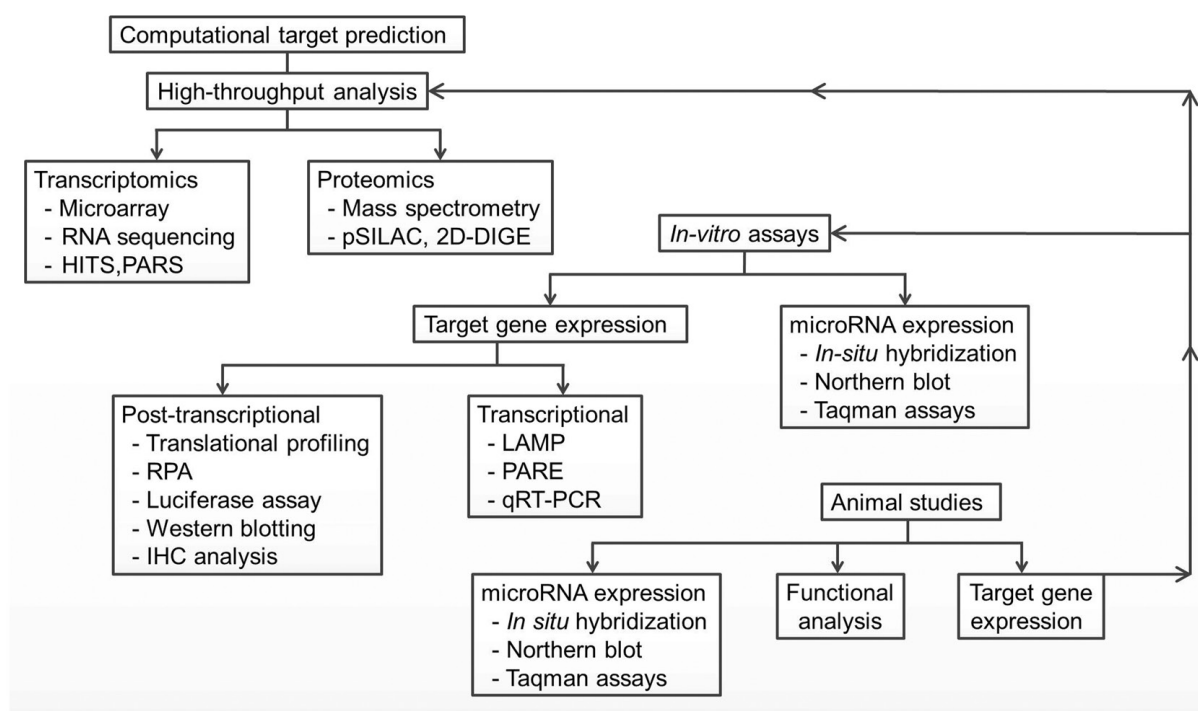 Computational target prediction
High-throughput analysis
Transcriptomics
- Microarray
- RNA sequencing
- HITS,PARS
Proteomics
- Mass spectrometry
- pSILAC, 2D-DIGE
In-vitro assays
Target gene expression
microRNA expression
- In-situ hybridization
- Northern blot
- Taqman assays
Post-transcriptional
- Translational profiling
- RPA
- Luciferase assay
- Western blotting
- IHC analysis
Transcriptional
- LAMP
- PARE
- qRT-PCR
Animal studies
microRNA expression
- In situ hybridization
- Northern blot
- Taqman assays
Functional
analysis
Target gene
expression